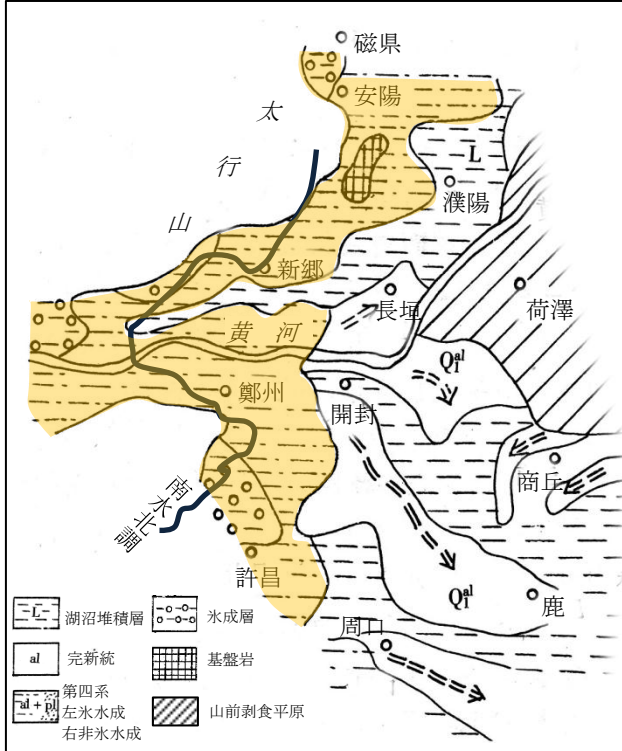 磁県
安陽
太
行
山
L
濮陽
新鄉
長垣
荷澤
黄河
Q₁ᵃˡ
鄭州
開封
商丘
南水北調
許昌
Q₁ᵃˡ
鹿
周口
L 湖沼堆積層
氷成層
al 完新統
基盤岩
al + pl 第四系
左氷水成
右非氷水成
山前剥食平原